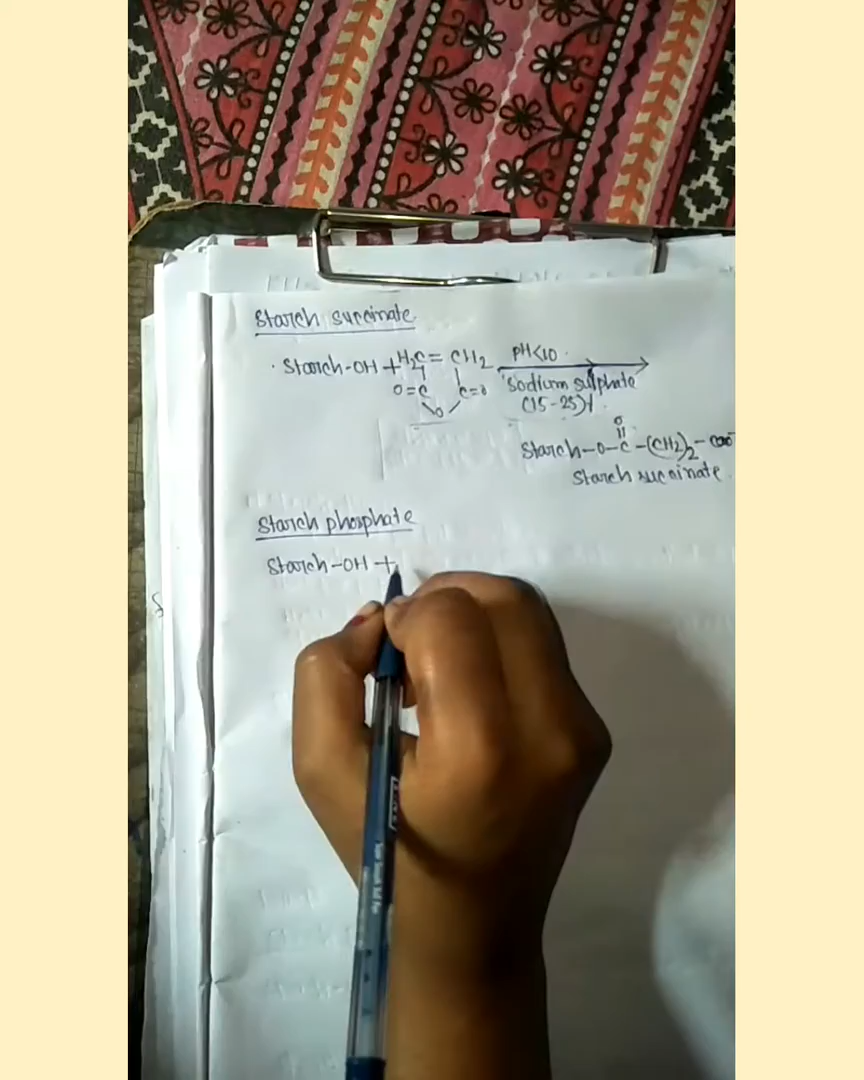 Starch succinate
Starch-OH + H2C = CH2
pH<10
O=C C=O
O
Sodium sulphate
(15-25)%
O
Starch-O-C-(CH2)2-COO-
Starch succinate
Starch phosphate
Starch-OH +